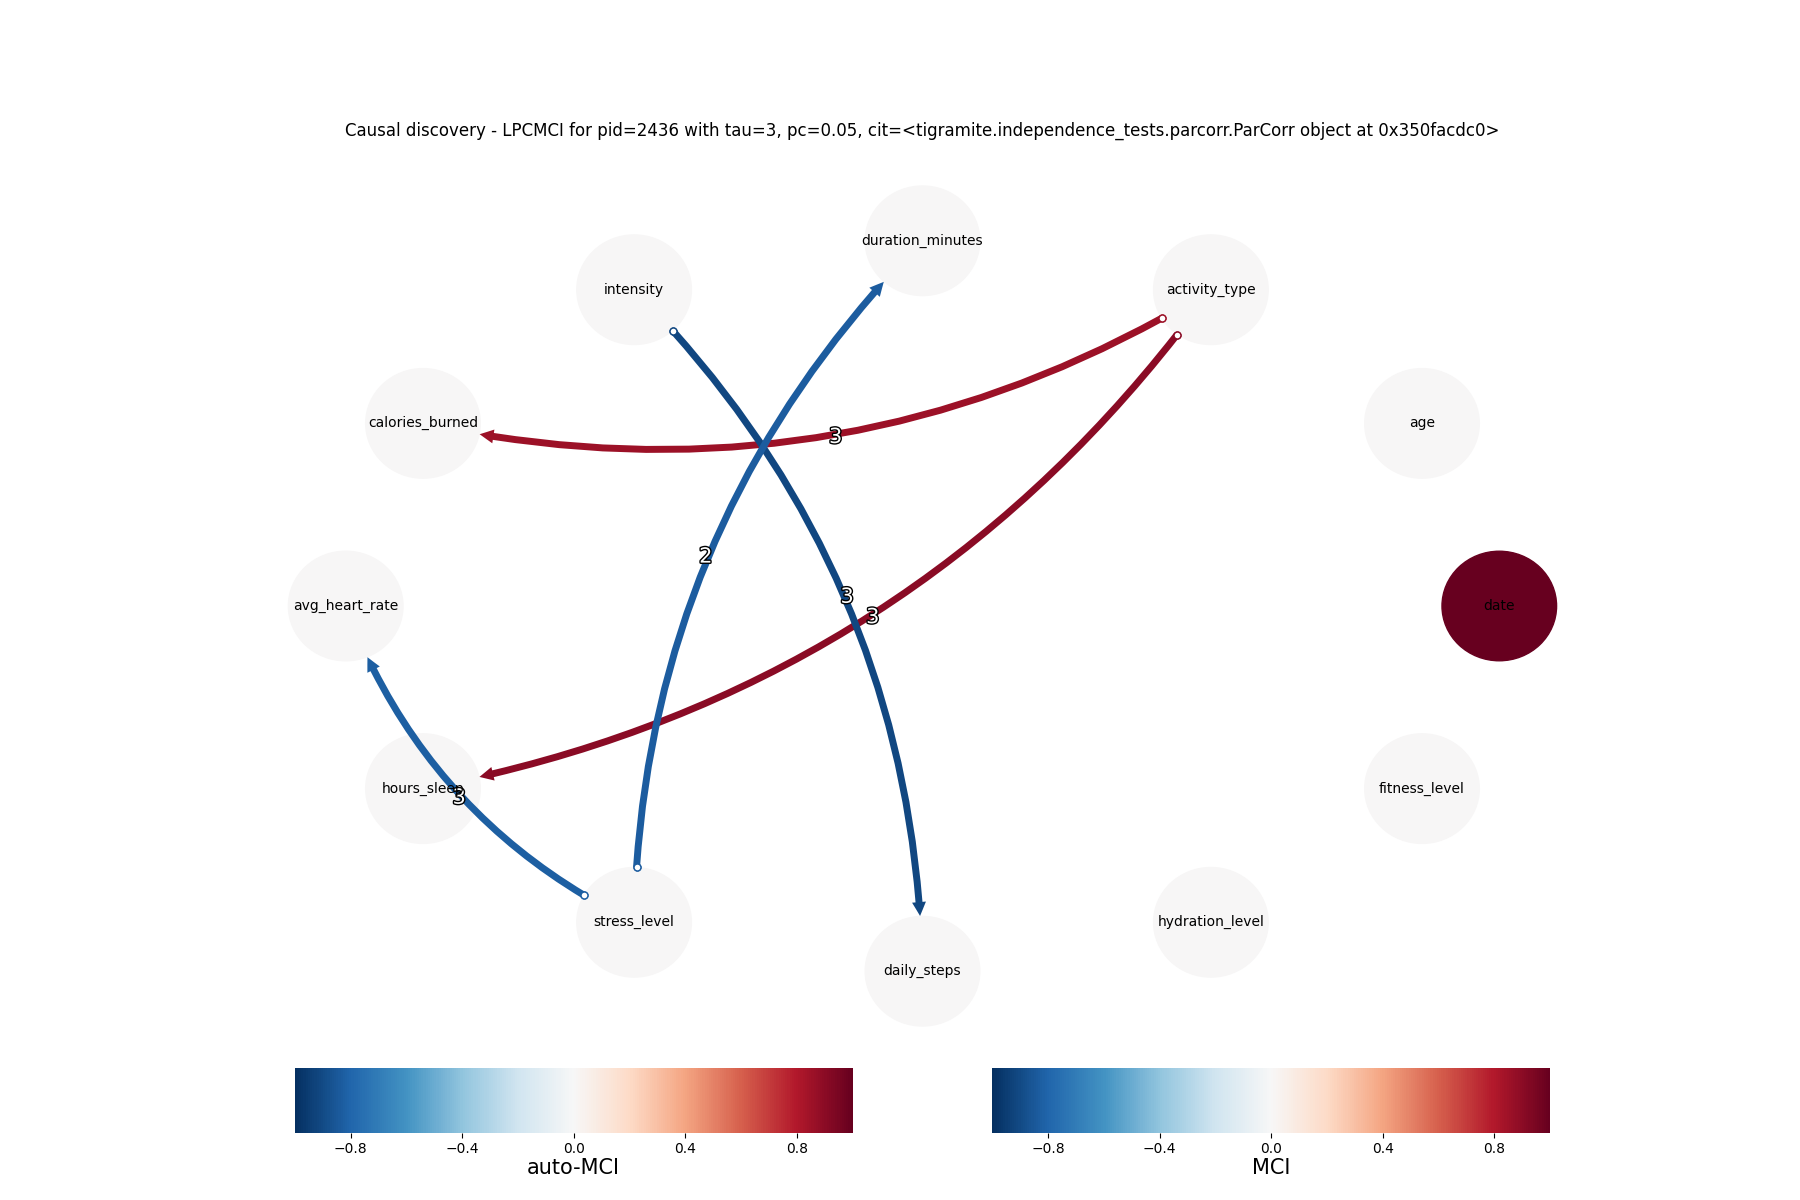 Causal discovery - LPCMCI for pid=2436 with tau=3, pc=0.05, cit=<tigramite.independence_tests.parcorr.ParCorr object at 0x350facdc0>
duration_minutes
intensity
activity_type
calories_burned
age
3
2
3
3
avg_heart_rate
date
hours_sleep
3
fitness_level
stress_level
hydration_level
daily_steps
−0.8 −0.4 0.0 0.4 0.8
auto-MCI
−0.8 −0.4 0.0 0.4 0.8
MCI